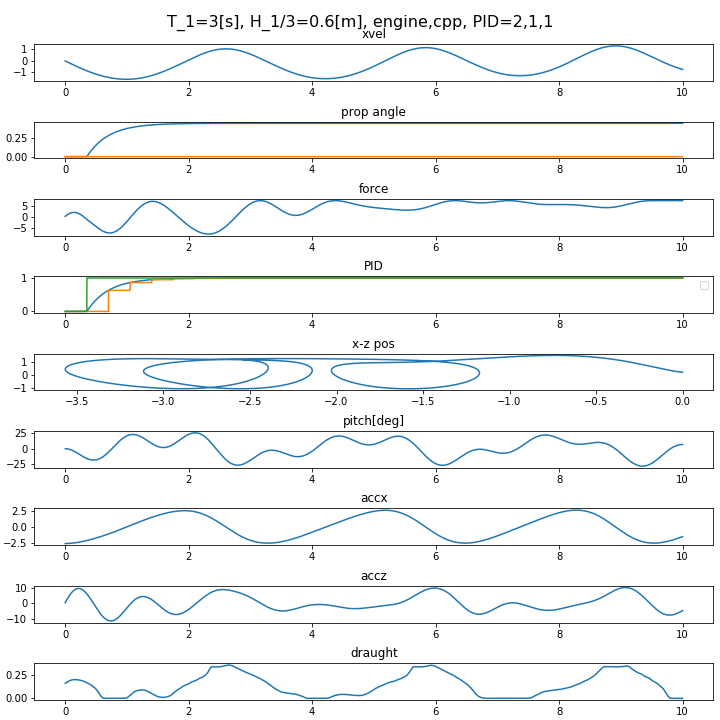 T_1=3[s], H_1/3=0.6[m], engine,cpp, PID=2,1,1
xvel
1
0
−1
0 2 4 6 8 10
prop angle
0.25
0.00
0 2 4 6 8 10
force
5
0
−5
0 2 4 6 8 10
PID
1
0
0 2 4 6 8 10
x-z pos
1
0
−1
−3.5 −3.0 −2.5 −2.0 −1.5 −1.0 −0.5 0.0
pitch[deg]
25
0
−25
0 2 4 6 8 10
accx
2.5
0.0
−2.5
0 2 4 6 8 10
accz
10
0
−10
0 2 4 6 8 10
draught
0.25
0.00
0 2 4 6 8 10